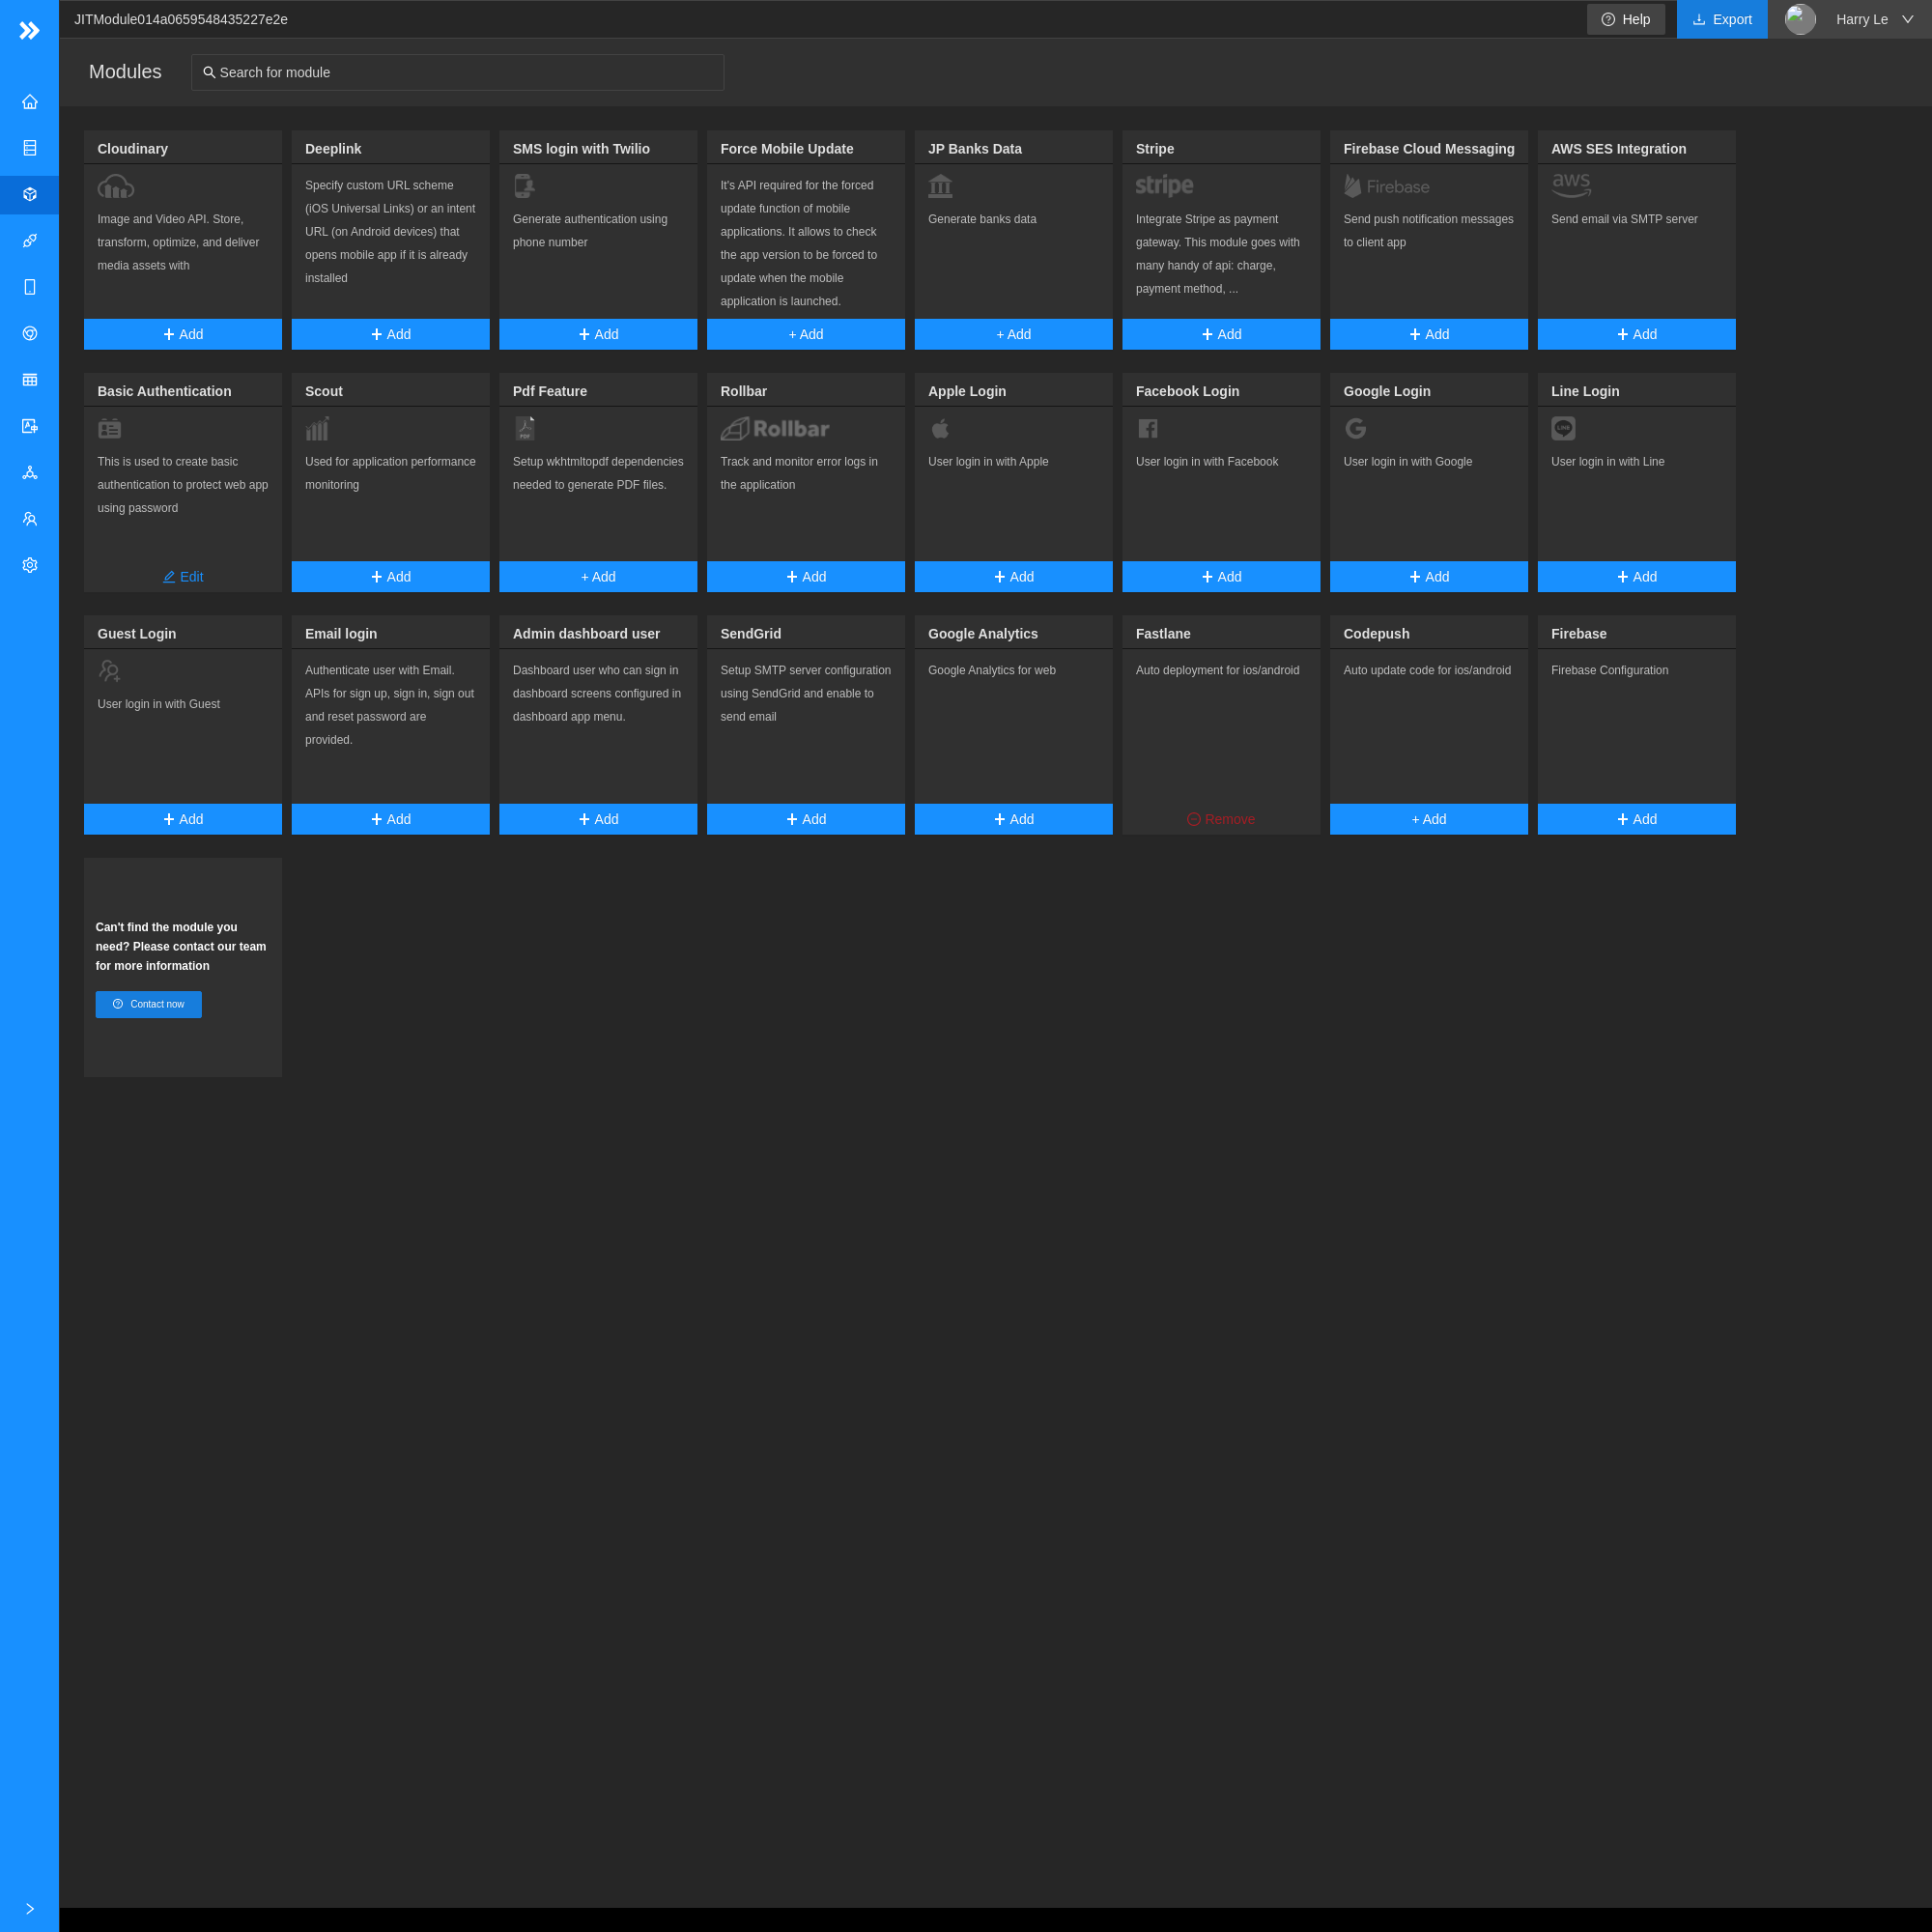 JITModule014a0659548435227e2e
Help
Export
Harry Le
Modules
Search for module
Cloudinary
Image and Video API. Store,
transform, optimize, and deliver
media assets with
+ Add
Deeplink
Specify custom URL scheme
(iOS Universal Links) or an intent
URL (on Android devices) that
opens mobile app if it is already
installed
+ Add
SMS login with Twilio
Generate authentication using
phone number
+ Add
Force Mobile Update
It's API required for the forced
update function of mobile
applications. It allows to check
the app version to be forced to
update when the mobile
application is launched.
+ Add
JP Banks Data
Generate banks data
+ Add
Stripe
stripe
Integrate Stripe as payment
gateway. This module goes with
many handy of api: charge,
payment method, ...
+ Add
Firebase Cloud Messaging
Firebase
Send push notification messages
to client app
+ Add
AWS SES Integration
aws
Send email via SMTP server
+ Add
Basic Authentication
This is used to create basic
authentication to protect web app
using password
Edit
Scout
Used for application performance
monitoring
+ Add
Pdf Feature
PDF
Setup wkhtmltopdf dependencies
needed to generate PDF files.
+ Add
Rollbar
Rollbar
Track and monitor error logs in
the application
+ Add
Apple Login
User login in with Apple
+ Add
Facebook Login
User login in with Facebook
+ Add
Google Login
User login in with Google
+ Add
Line Login
LINE
User login in with Line
+ Add
Guest Login
User login in with Guest
+ Add
Email login
Authenticate user with Email.
APIs for sign up, sign in, sign out
and reset password are
provided.
+ Add
Admin dashboard user
Dashboard user who can sign in
dashboard screens configured in
dashboard app menu.
+ Add
SendGrid
Setup SMTP server configuration
using SendGrid and enable to
send email
+ Add
Google Analytics
Google Analytics for web
+ Add
Fastlane
Auto deployment for ios/android
Remove
Codepush
Auto update code for ios/android
+ Add
Firebase
Firebase Configuration
+ Add
Can't find the module you
need? Please contact our team
for more information
Contact now